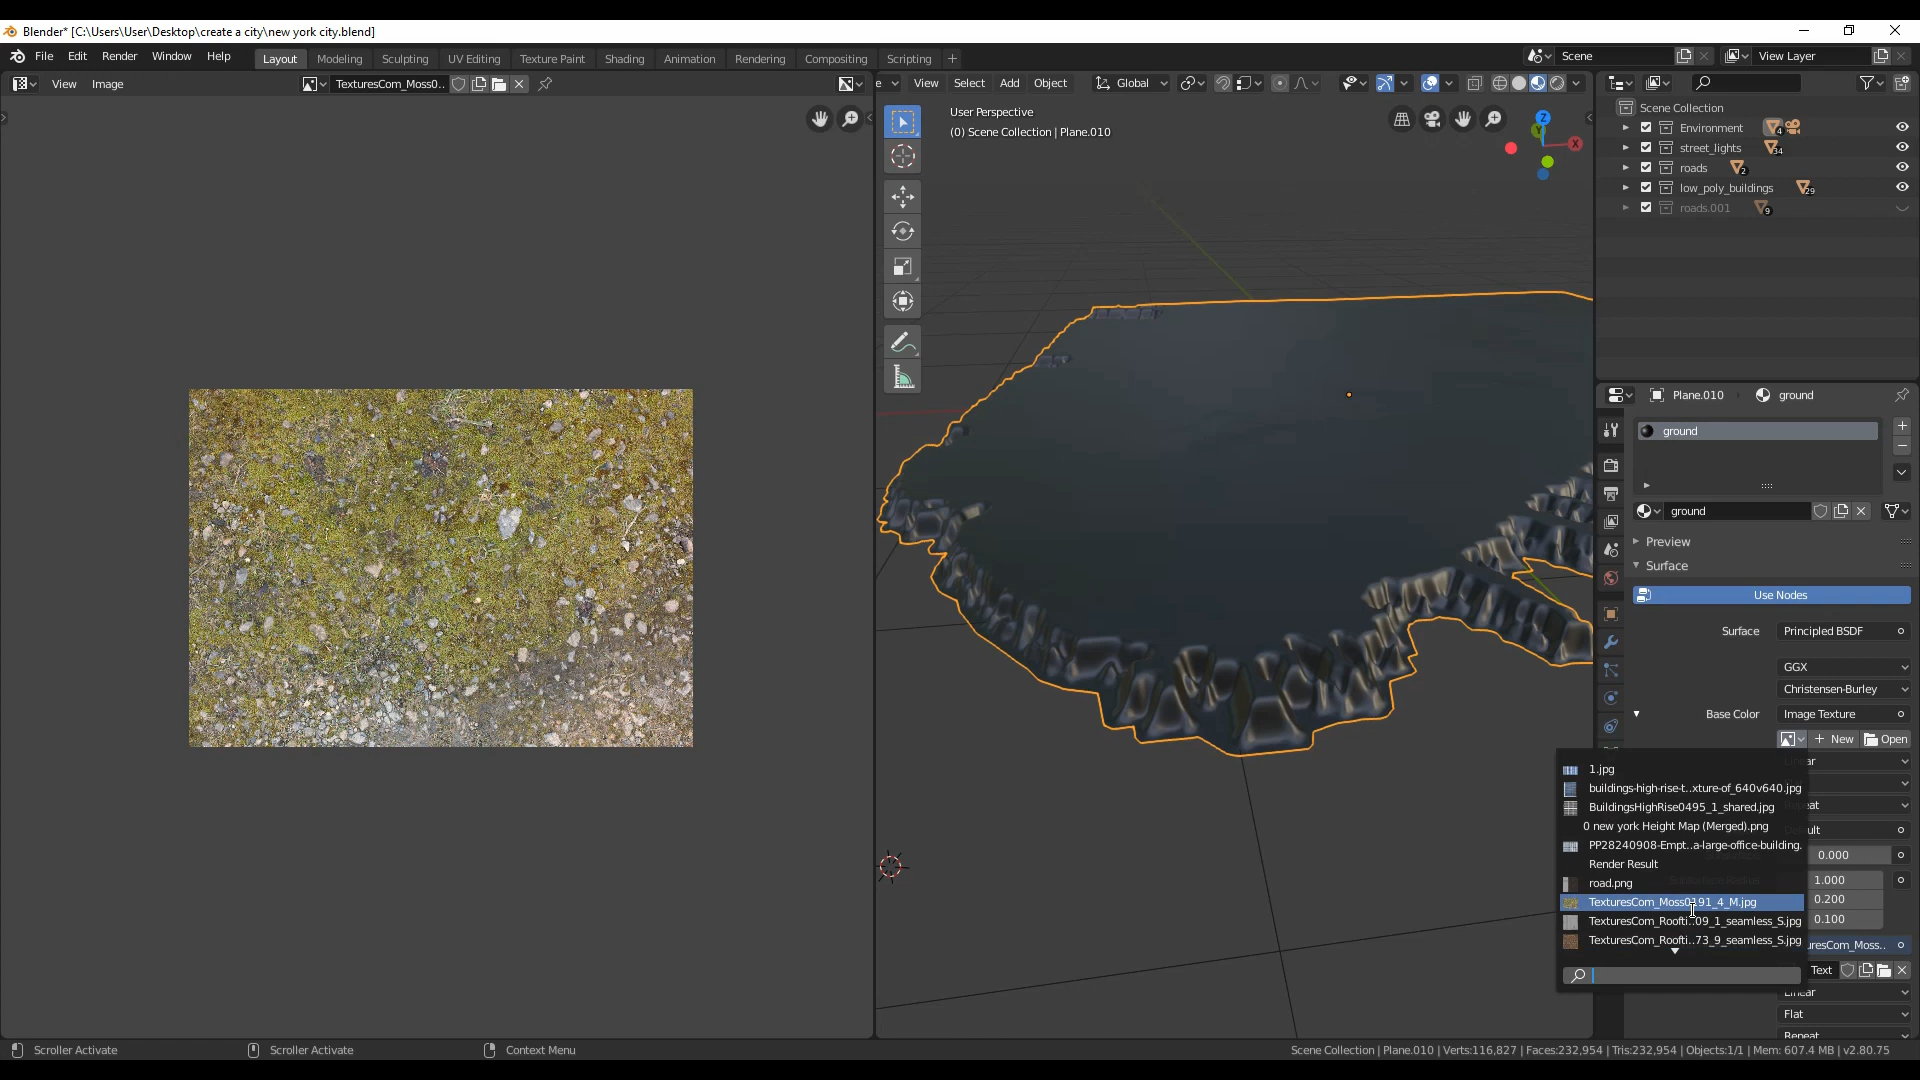 Blender* [C:\Users\User\Desktop\create a city\new york city.blend]
File Edit Render Window Help
Layout Modeling Sculpting UV Editing Texture Paint Shading Animation Rendering Compositing Scripting +
Scene
View Layer
View Image
TexturesCom_Moss0..
View Select Add Object
Global
User Perspective
(0) Scene Collection | Plane.010
Z
Y
X
Scene Collection
Environment 4
street_lights 34
roads 2
low_poly_buildings 29
roads.001 9
Plane.010 ground
ground
ground
Preview
Surface
Use Nodes
Surface Principled BSDF
GGX
Christensen-Burley
Base Color Image Texture
New Open
1.jpg
buildings-high-rise-t..xture-of_640v640.jpg
BuildingsHighRise0495_1_shared.jpg
0 new york Height Map (Merged).png
PP28240908-Empt..a-large-office-building.
Render Result
road.png
TexturesCom_Moss0191_4_M.jpg
TexturesCom_Roofti..09_1_seamless_S.jpg
TexturesCom_Roofti..73_9_seamless_S.jpg
0.000
1.000
0.200
0.100
Text
Linear
Flat
Repeat
Scroller Activate
Scroller Activate
Context Menu
Scene Collection | Plane.010 | Verts:116,827 | Faces:232,954 | Tris:232,954 | Objects:1/1 | Mem: 607.4 MB | v2.80.75